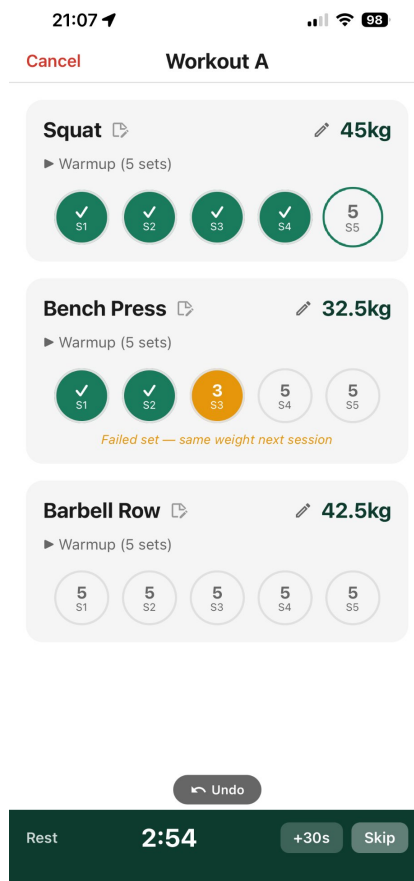 21:07 98
Cancel Workout A
Squat 45kg
Warmup (5 sets)
S1 S2 S3 S4 5 S5
Bench Press 32.5kg
Warmup (5 sets)
S1 S2 3 S3 5 S4 5 S5
Failed set — same weight next session
Barbell Row 42.5kg
Warmup (5 sets)
5 S1 5 S2 5 S3 5 S4 5 S5
Undo
Rest 2:54 +30s Skip